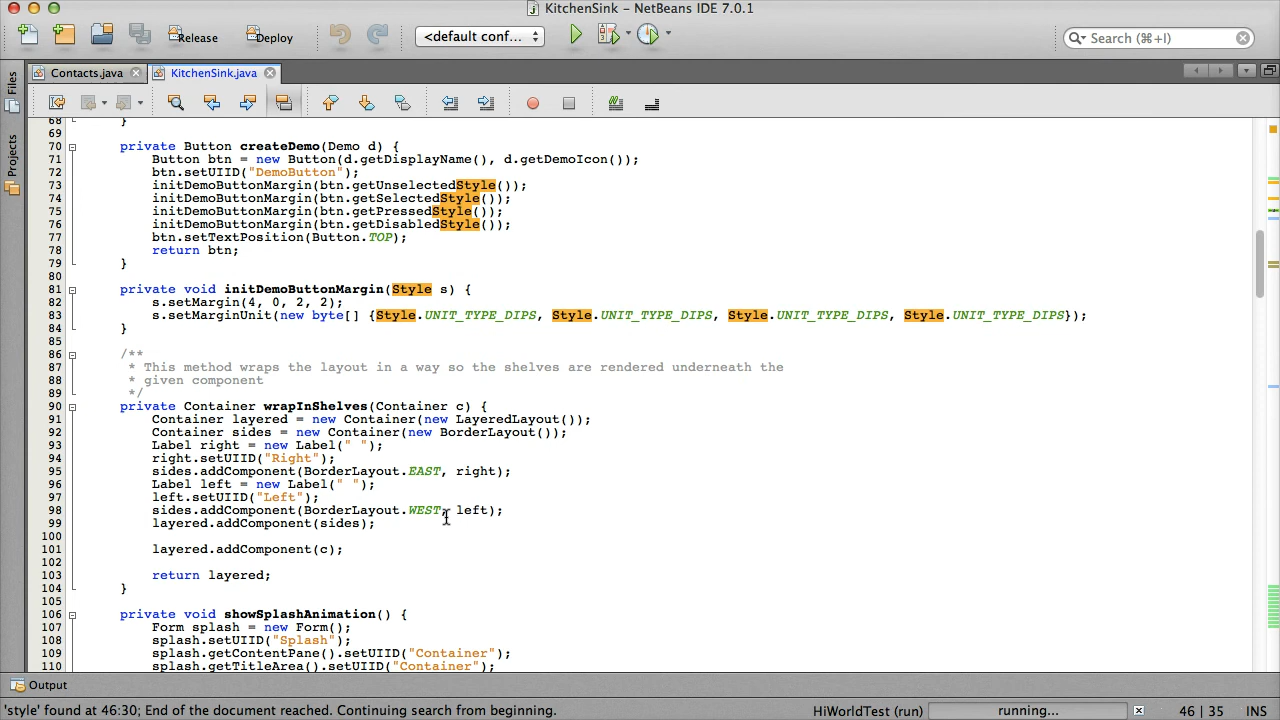 KitchenSink – NetBeans IDE 7.0.1
Release
Deploy
<default conf...
Search (⌘+I)
Files
Projects
Contacts.java
KitchenSink.java
68 }
69
70 private Button createDemo(Demo d) {
71 Button btn = new Button(d.getDisplayName(), d.getDemoIcon());
72 btn.setUIID("DemoButton");
73 initDemoButtonMargin(btn.getUnselectedStyle());
74 initDemoButtonMargin(btn.getSelectedStyle());
75 initDemoButtonMargin(btn.getPressedStyle());
76 initDemoButtonMargin(btn.getDisabledStyle());
77 btn.setTextPosition(Button.TOP);
78 return btn;
79 }
80
81 private void initDemoButtonMargin(Style s) {
82 s.setMargin(4, 0, 2, 2);
83 s.setMarginUnit(new byte[] {Style.UNIT_TYPE_DIPS, Style.UNIT_TYPE_DIPS, Style.UNIT_TYPE_DIPS, Style.UNIT_TYPE_DIPS});
84 }
85
86 /**
87 * This method wraps the layout in a way so the shelves are rendered underneath the
88 * given component
89 */
90 private Container wrapInShelves(Container c) {
91 Container layered = new Container(new LayeredLayout());
92 Container sides = new Container(new BorderLayout());
93 Label right = new Label(" ");
94 right.setUIID("Right");
95 sides.addComponent(BorderLayout.EAST, right);
96 Label left = new Label(" ");
97 left.setUIID("Left");
98 sides.addComponent(BorderLayout.WEST, left);
99 layered.addComponent(sides);
100
101 layered.addComponent(c);
102
103 return layered;
104 }
105
106 private void showSplashAnimation() {
107 Form splash = new Form();
108 splash.setUIID("Splash");
109 splash.getContentPane().setUIID("Container");
110 splash.getTitleArea().setUIID("Container");
Output
'style' found at 46:30; End of the document reached. Continuing search from beginning.
HiWorldTest (run)
running...
46 | 35
INS